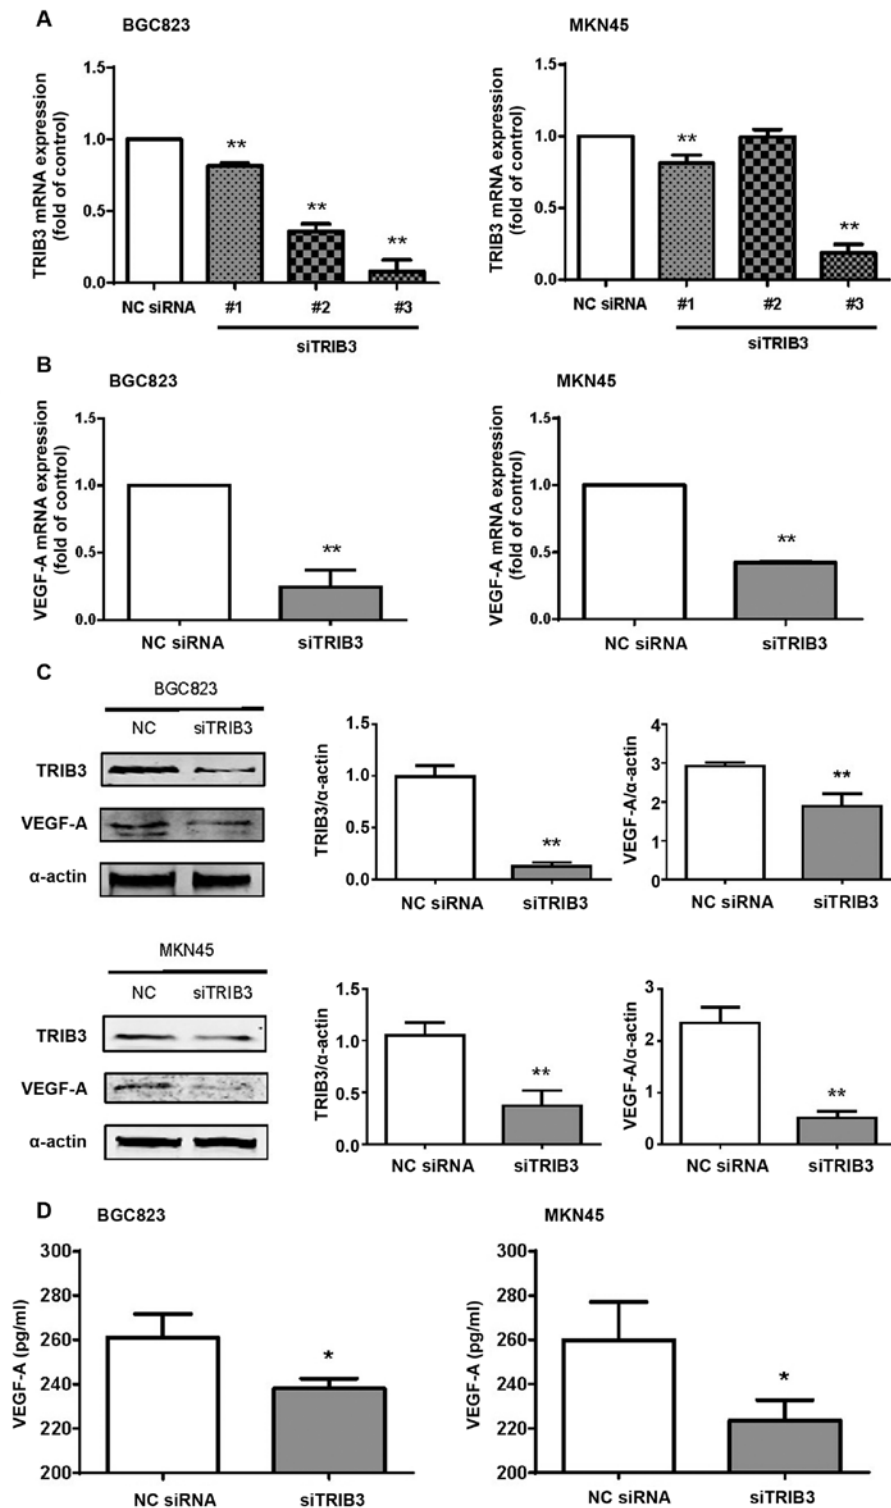 A
BGC823
MKN45
TRIB3 mRNA expression
(fold of control)
1.5
1.0
0.5
0.0
**
**
**
NC siRNA #1 #2 #3
siTRIB3
TRIB3 mRNA expression
(fold of control)
1.5
1.0
0.5
0.0
**
**
NC siRNA #1 #2 #3
siTRIB3
B
BGC823
MKN45
VEGF-A mRNA expression
(fold of control)
1.5
1.0
0.5
0.0
**
NC siRNA siTRIB3
VEGF-A mRNA expression
(fold of control)
1.5
1.0
0.5
0.0
**
NC siRNA siTRIB3
C
BGC823
NC siTRIB3
TRIB3
VEGF-A
α-actin
TRIB3/α-actin
1.5
1.0
0.5
0.0
**
NC siRNA siTRIB3
VEGF-A/α-actin
4
3
2
1
0
**
NC siRNA siTRIB3
MKN45
NC siTRIB3
TRIB3
VEGF-A
α-actin
TRIB3/α-actin
1.5
1.0
0.5
0.0
**
NC siRNA siTRIB3
VEGF-A/α-actin
3
2
1
0
**
NC siRNA siTRIB3
D
BGC823
MKN45
VEGF-A (pg/ml)
300
280
260
240
220
200
*
NC siRNA siTRIB3
VEGF-A (pg/ml)
300
280
260
240
220
200
*
NC siRNA siTRIB3